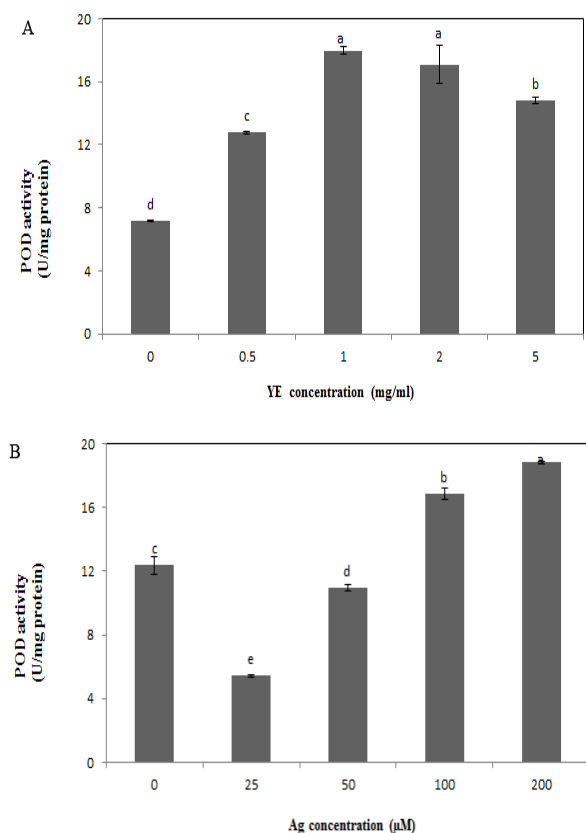 A
20
16
12
8
4
0
POD activity
(U/mg protein)
d
c
a
a
b
0 0.5 1 2 5
YE concentration (mg/ml)
B
20
16
12
8
4
0
POD activity
(U/mg protein)
c
e
d
b
a
0 25 50 100 200
Ag concentration (µM)